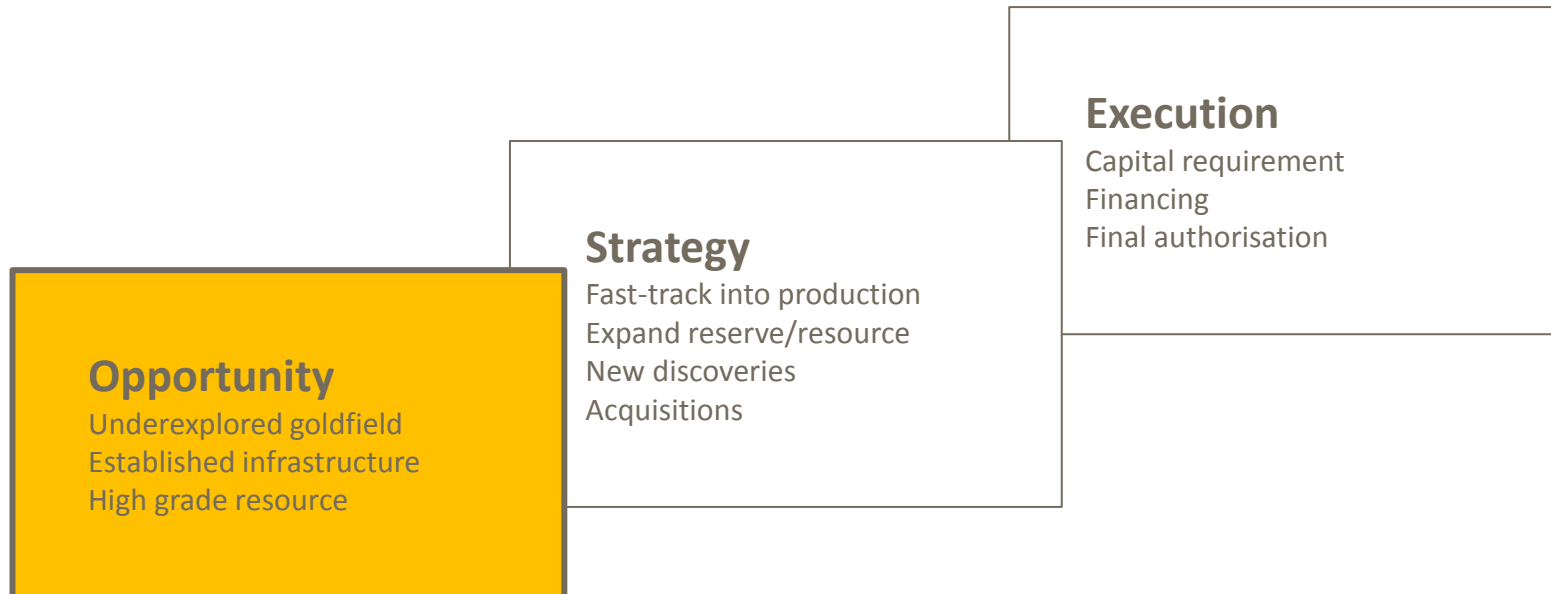 Opportunity
Underexplored goldfield
Established infrastructure
High grade resource
Strategy
Fast-track into production
Expand reserve/resource
New discoveries
Acquisitions
Execution
Capital requirement
Financing
Final authorisation